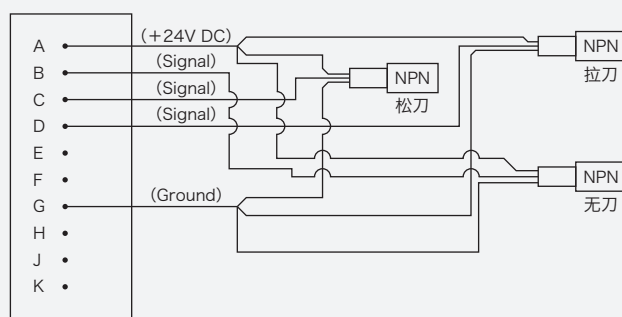 A (+24V DC)
B (Signal)
C (Signal)
D (Signal)
E
F
G (Ground)
H
J
K
NPN
松刀
NPN
拉刀
NPN
无刀